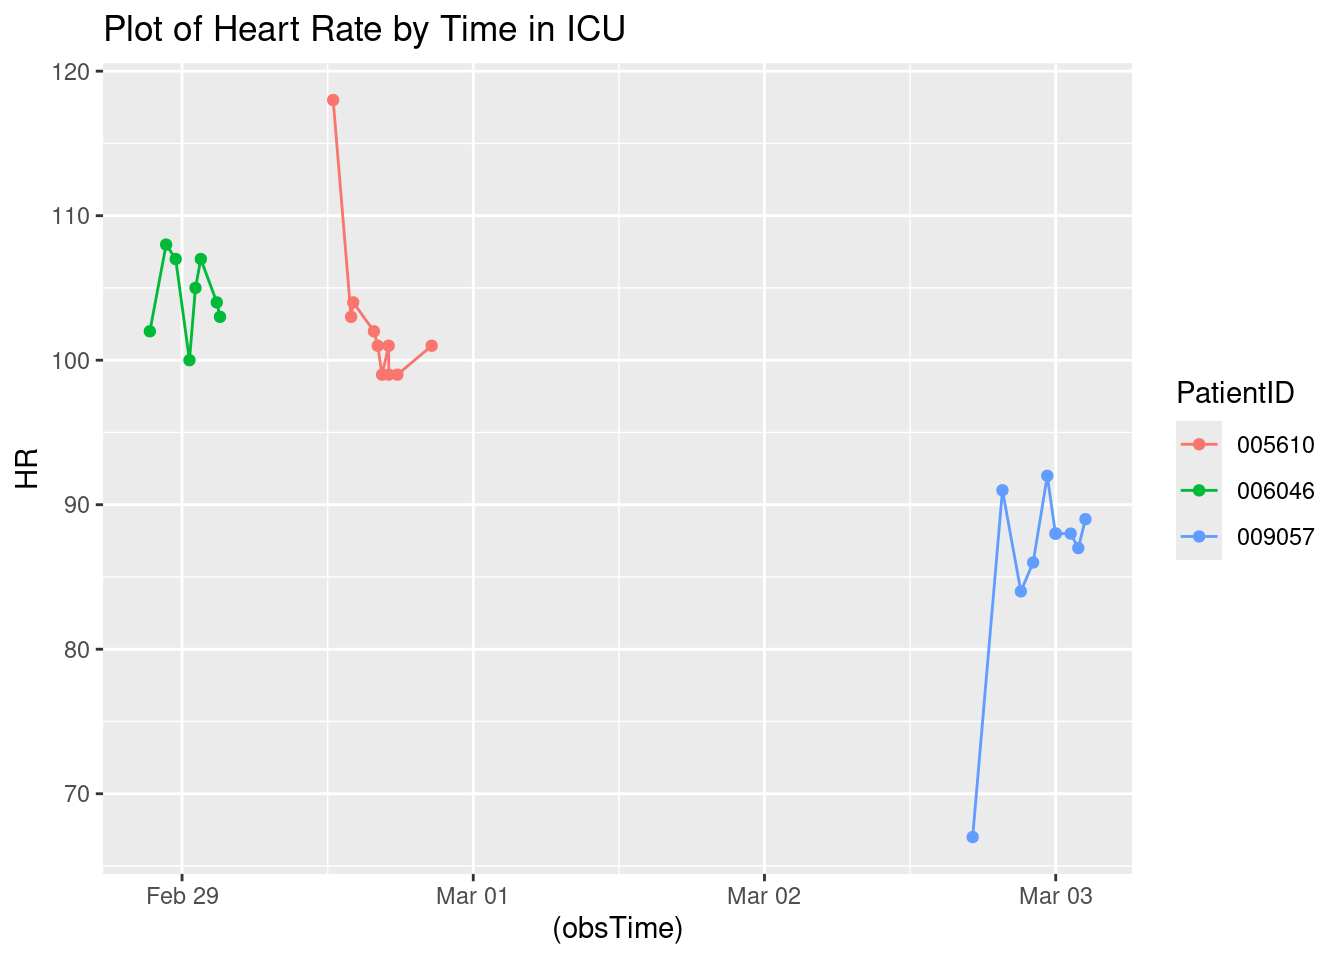 Plot of Heart Rate by Time in ICU
120
110
100
90
80
70
HR
Feb 29
Mar 01
Mar 02
Mar 03
(obsTime)
PatientID
005610
006046
009057